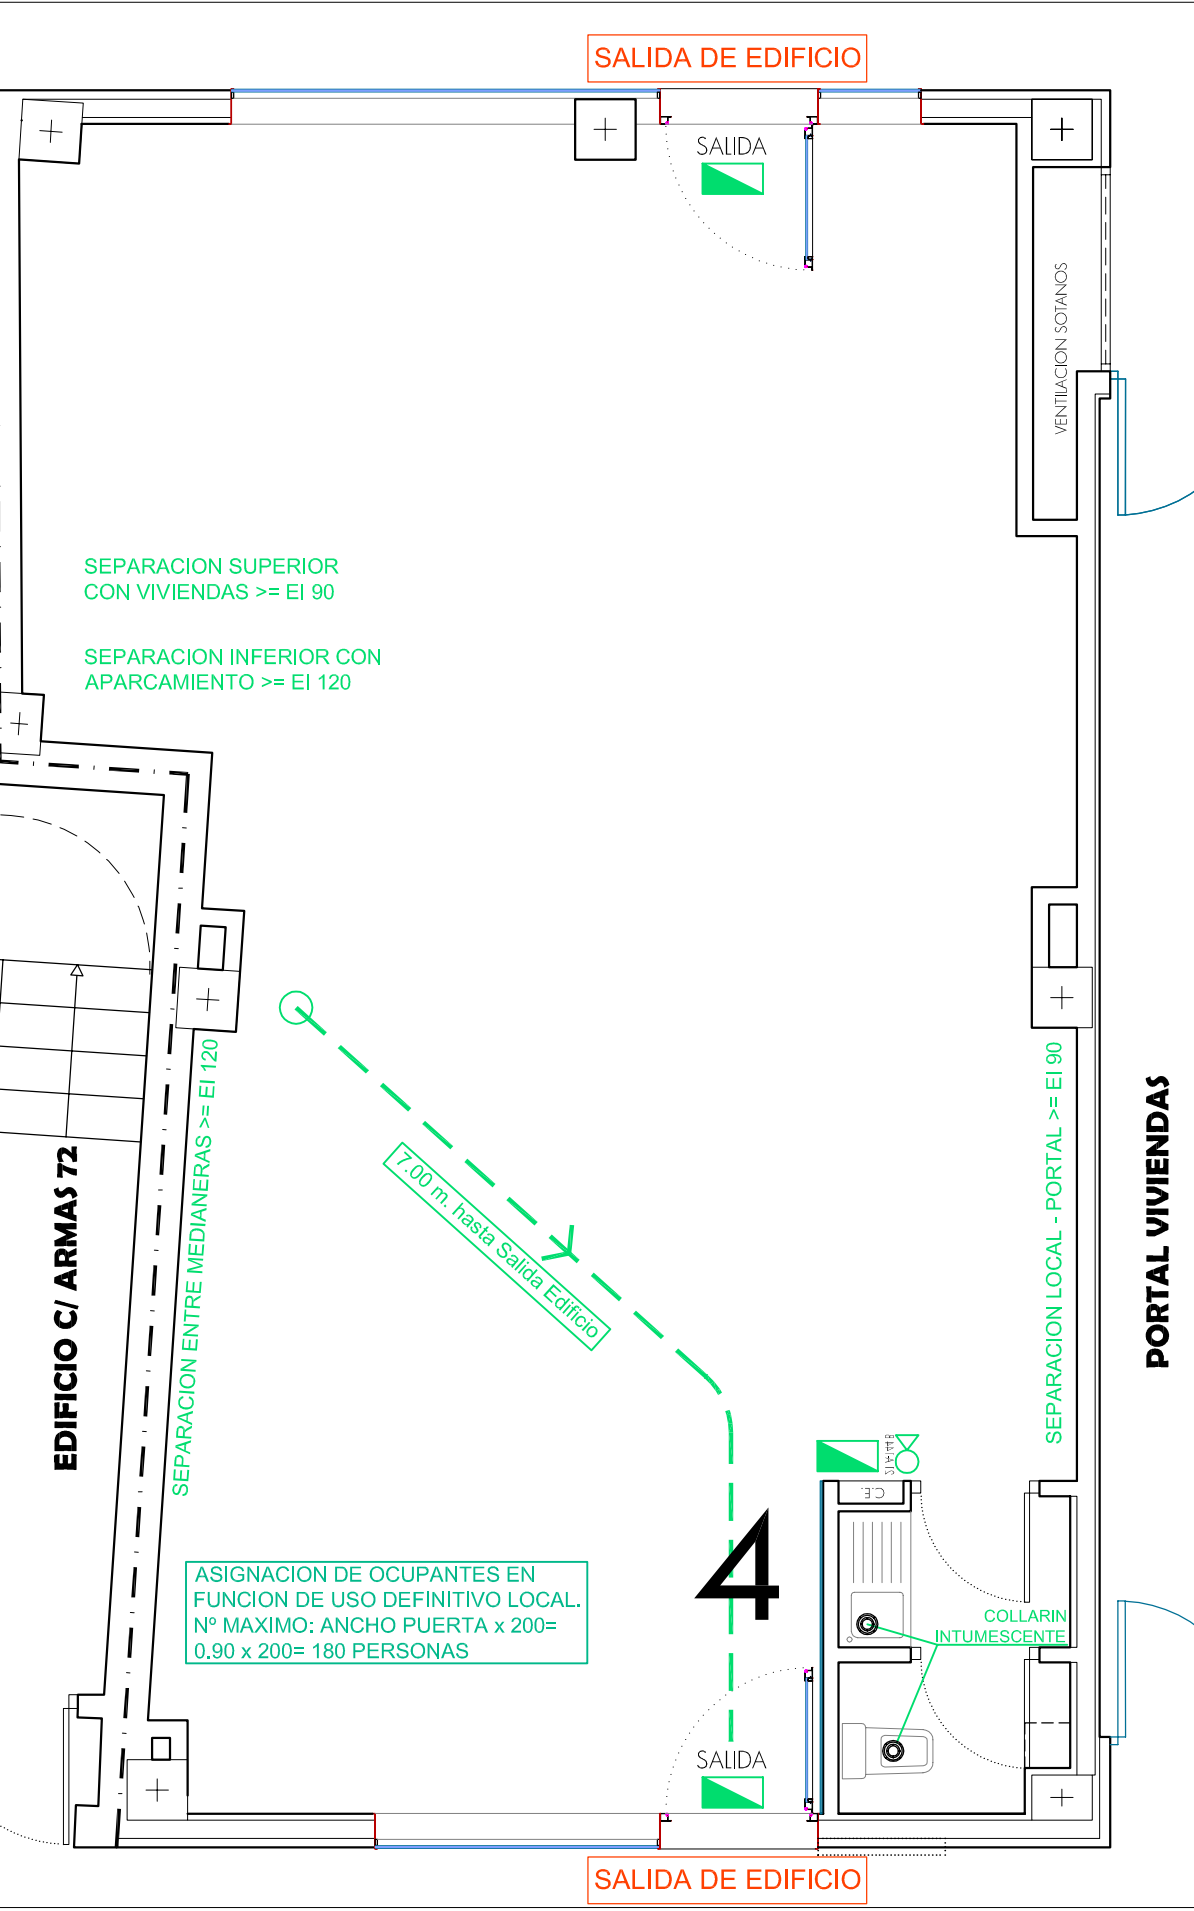 SALIDA DE EDIFICIO
SALIDA
VENTILACION SOTANOS
SEPARACION SUPERIOR
CON VIVIENDAS >= EI 90
SEPARACION INFERIOR CON
APARCAMIENTO >= EI 120
SEPARACION ENTRE MEDIANERAS >= EI 120
EDIFICIO C/ ARMAS 72
7.00 m. hasta Salida Edificio
SEPARACION LOCAL - PORTAL >= EI 90
PORTAL VIVIENDAS
21A144B
C.E.
4
ASIGNACION DE OCUPANTES EN
FUNCION DE USO DEFINITIVO LOCAL.
Nº MAXIMO: ANCHO PUERTA x 200=
0.90 x 200= 180 PERSONAS
COLLARIN
INTUMESCENTE
SALIDA
SALIDA DE EDIFICIO